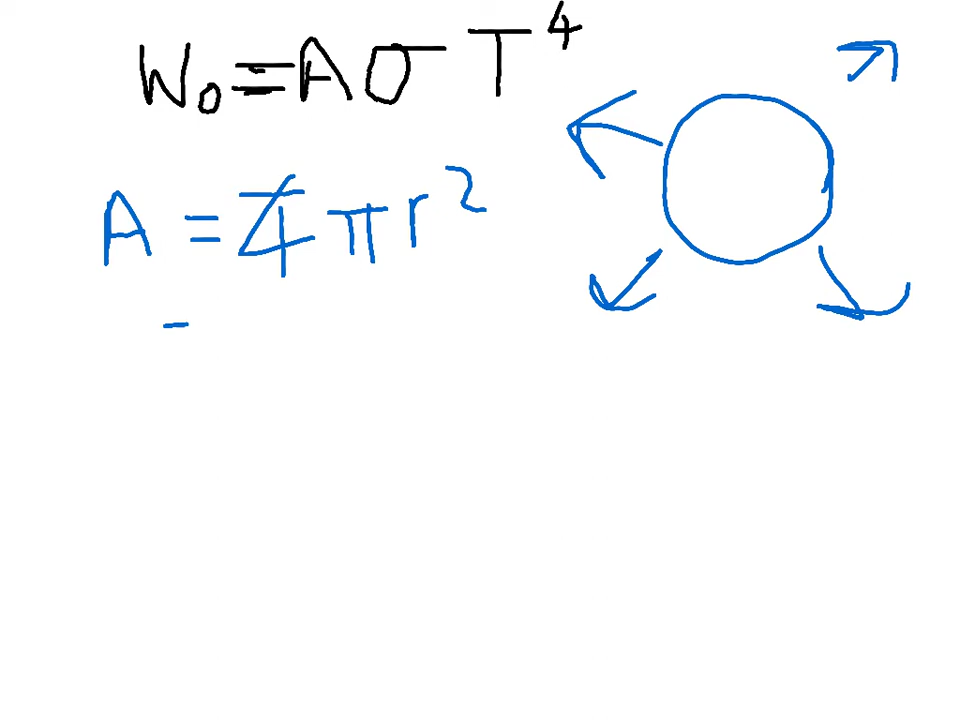 W₀ = AσT⁴
A = 4πr²
=